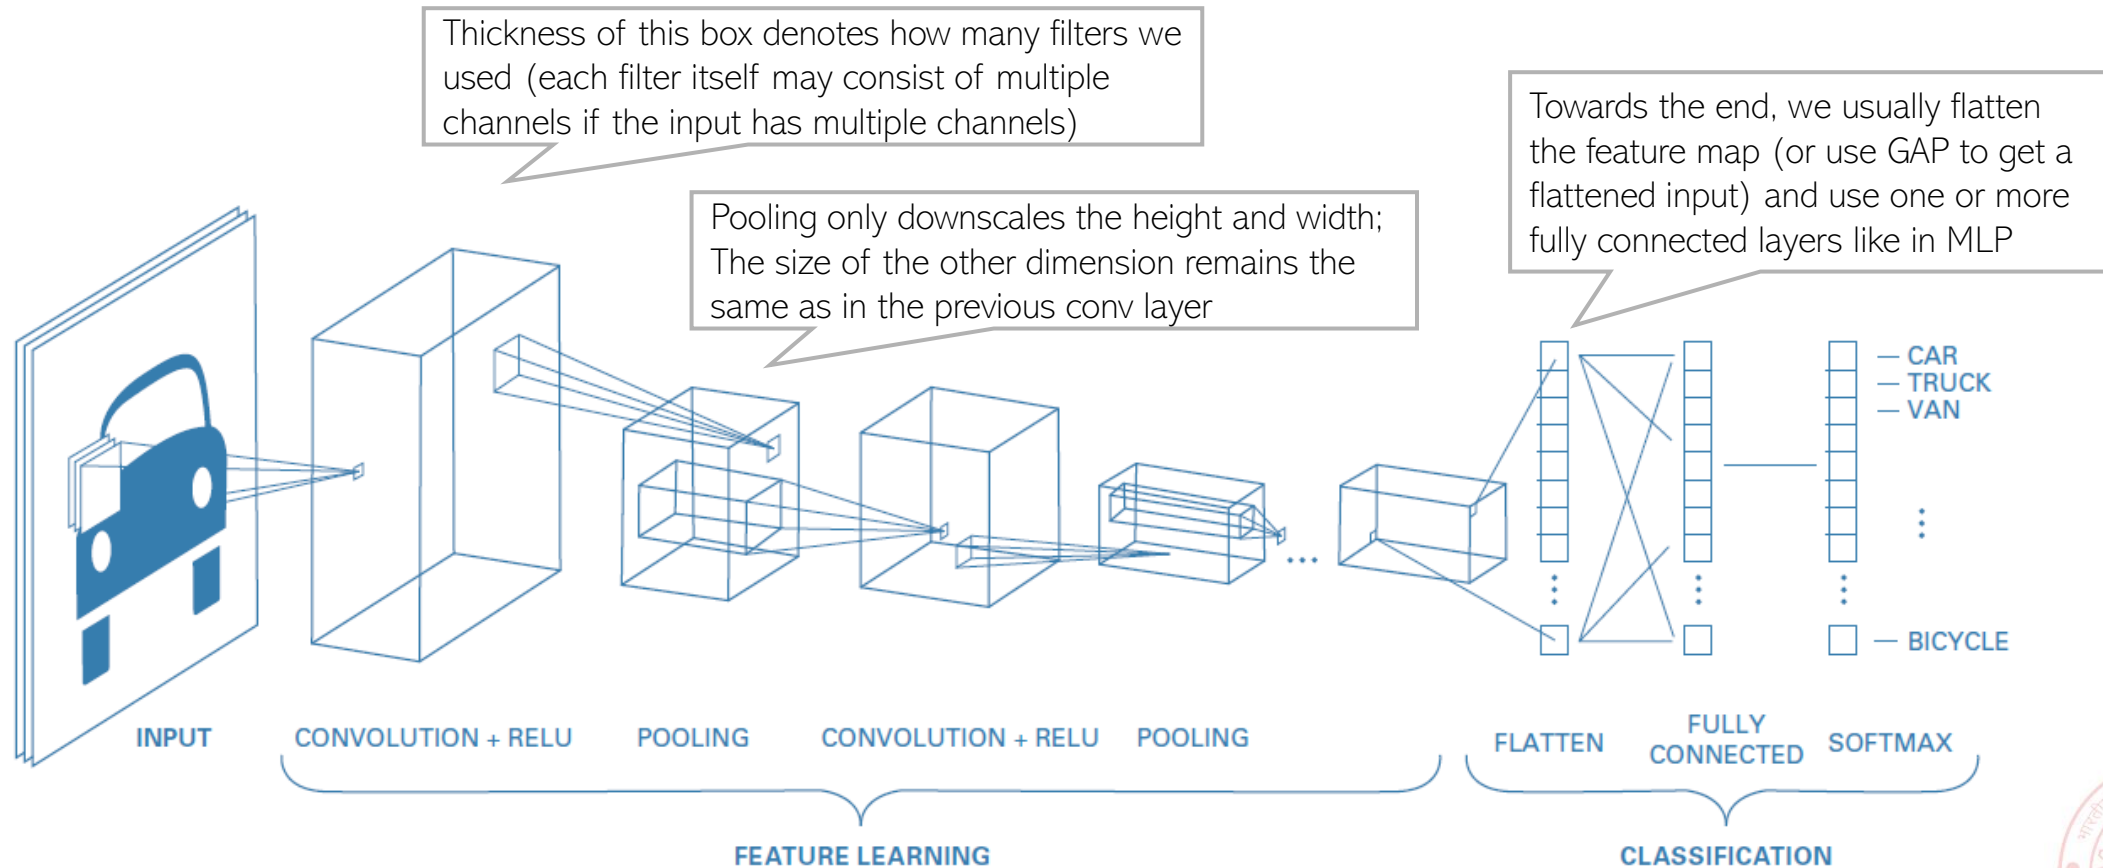 Thickness of this box denotes how many filters we
used (each filter itself may consist of multiple
channels if the input has multiple channels)
Pooling only downscales the height and width;
The size of the other dimension remains the
same as in the previous conv layer
Towards the end, we usually flatten
the feature map (or use GAP to get a
flattened input) and use one or more
fully connected layers like in MLP
CAR
TRUCK
VAN
BICYCLE
INPUT
CONVOLUTION + RELU
POOLING
CONVOLUTION + RELU
POOLING
FLATTEN
FULLY
CONNECTED
SOFTMAX
FEATURE LEARNING
CLASSIFICATION